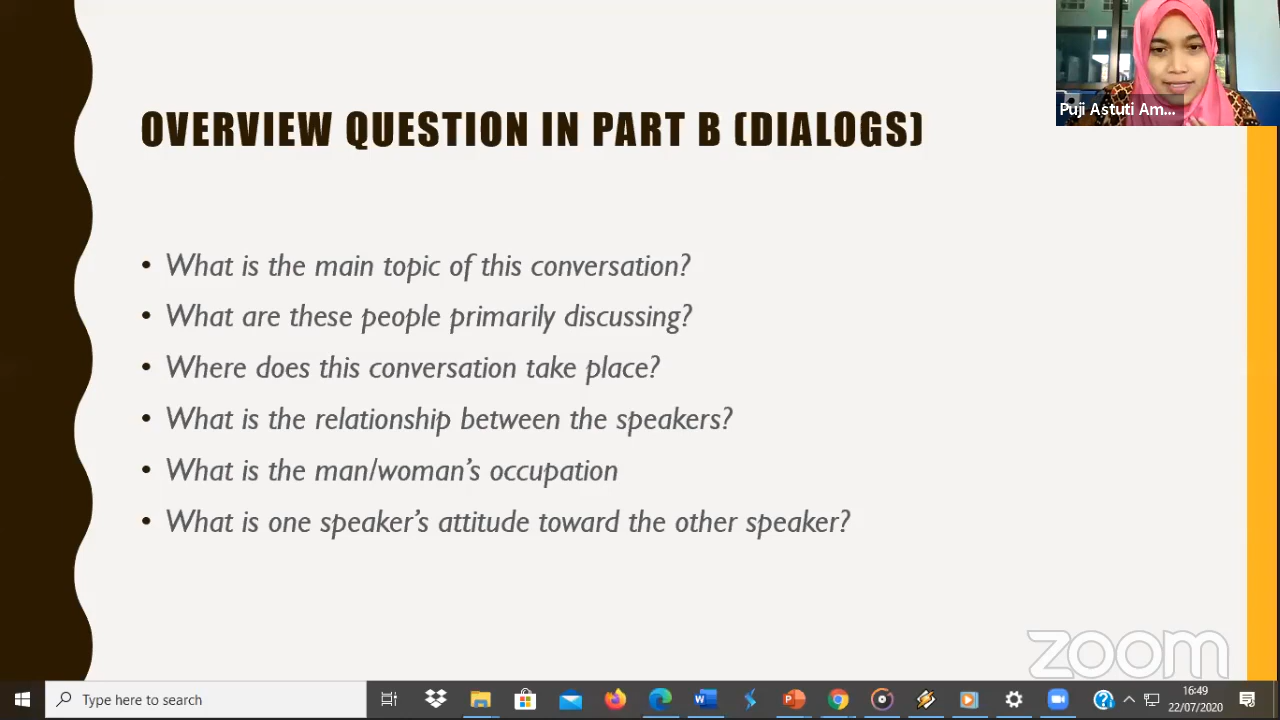 Puji Astuti Am...
OVERVIEW QUESTION IN PART B (DIALOGS)
• What is the main topic of this conversation?
• What are these people primarily discussing?
• Where does this conversation take place?
• What is the relationship between the speakers?
• What is the man/woman’s occupation
• What is one speaker’s attitude toward the other speaker?
zoom
Type here to search
16:49
22/07/2020